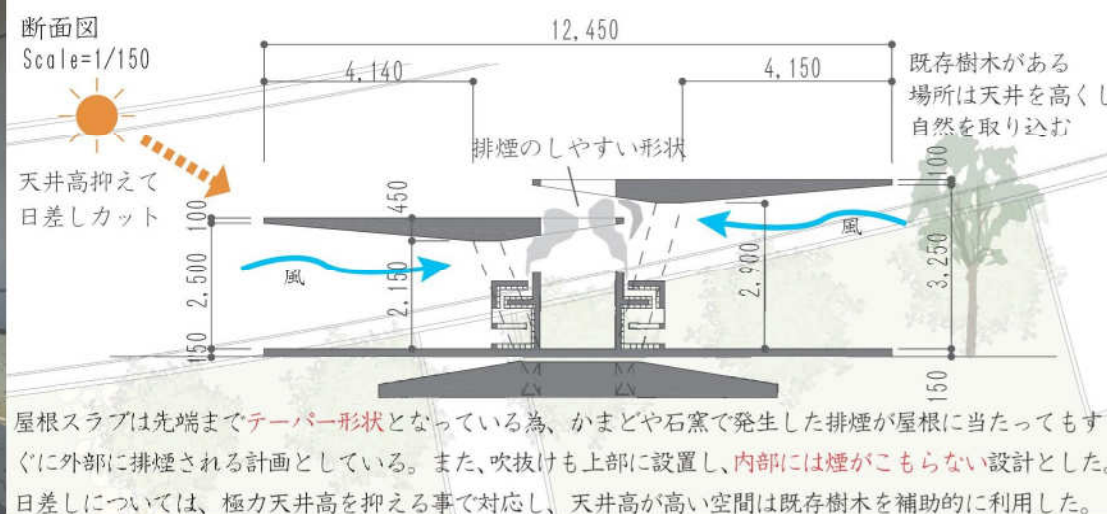 断面図
Scale=1/150
12,450
4,140
4,150
既存樹木がある
場所は天井を高くし
自然を取り込む
排煙のしやすい形状
天井高抑えて
日差しカット
100
450
100
風
風
2,500
2,150
2,900
3,250
150
150
屋根スラブは先端までテーパー形状となっている為、かまどや石窯で発生した排煙が屋根に当たってもす
ぐに外部に排煙される計画としている。また、吹抜けも上部に設置し、内部には煙がこもらない設計とした。
日差しについては、極力天井高を抑える事で対応し、天井高が高い空間は既存樹木を補助的に利用した。